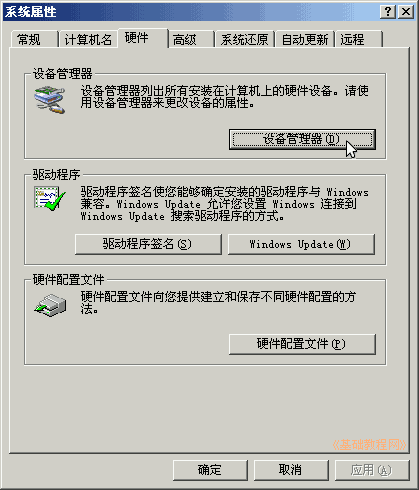 系统属性
常规 计算机名 硬件 高级 系统还原 自动更新 远程
设备管理器
设备管理器列出所有安装在计算机上的硬件设备。请使
用设备管理器来更改设备的属性。
设备管理器(D)
驱动程序
驱动程序签名使您能够确定安装的驱动程序与 Windows
兼容。Windows Update 允许您设置 Windows 连接到
Windows Update 搜索驱动程序的方式。
驱动程序签名(S) Windows Update(W)
硬件配置文件
硬件配置文件向您提供建立和保存不同硬件配置的方
法。
硬件配置文件(P)
《基础教程网》
确定 取消 应用(A)